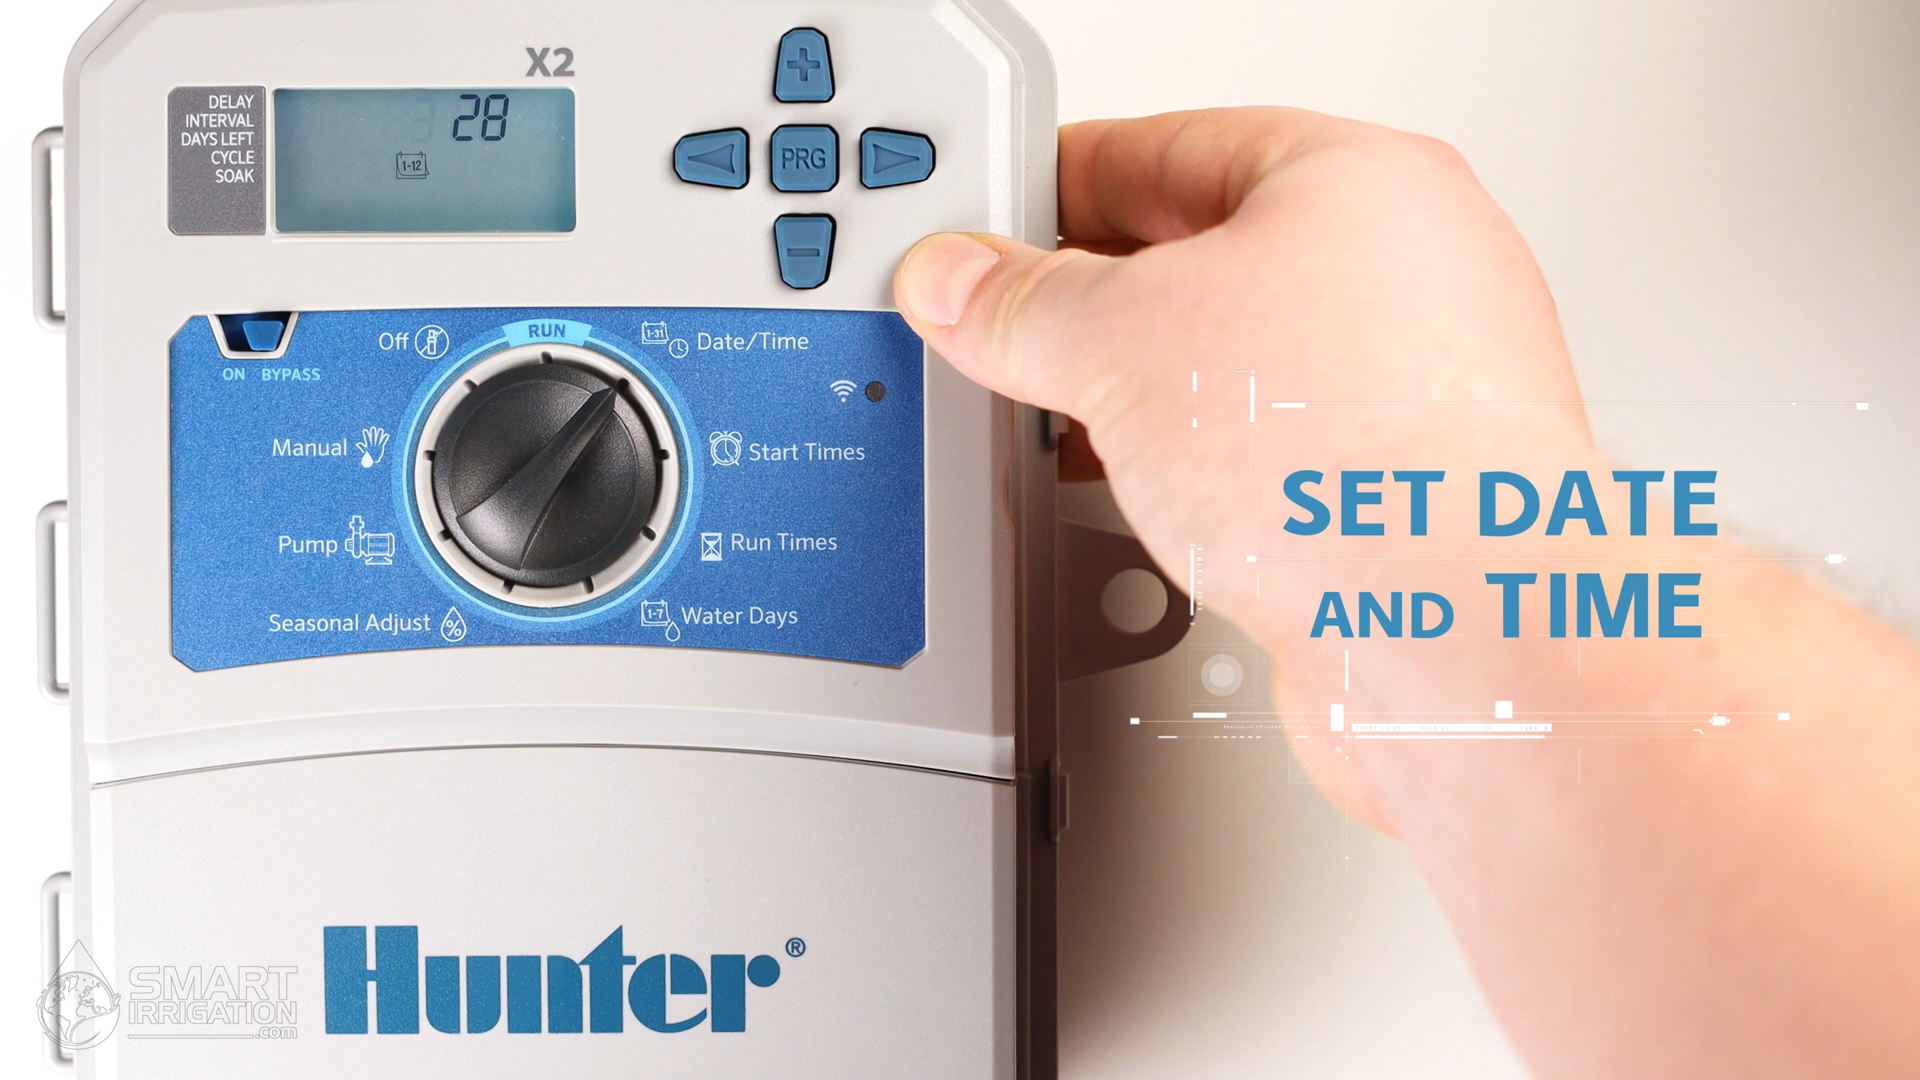 X2
DELAY
INTERVAL
DAYS LEFT
CYCLE
SOAK
28
1-12
PRG
RUN
Off
1-31
Date/Time
ON BYPASS
Manual
Start Times
Pump
Run Times
Seasonal Adjust
%
1-7
Water Days
SET DATE
AND TIME
Hunter®
SMART
IRRIGATION
.com